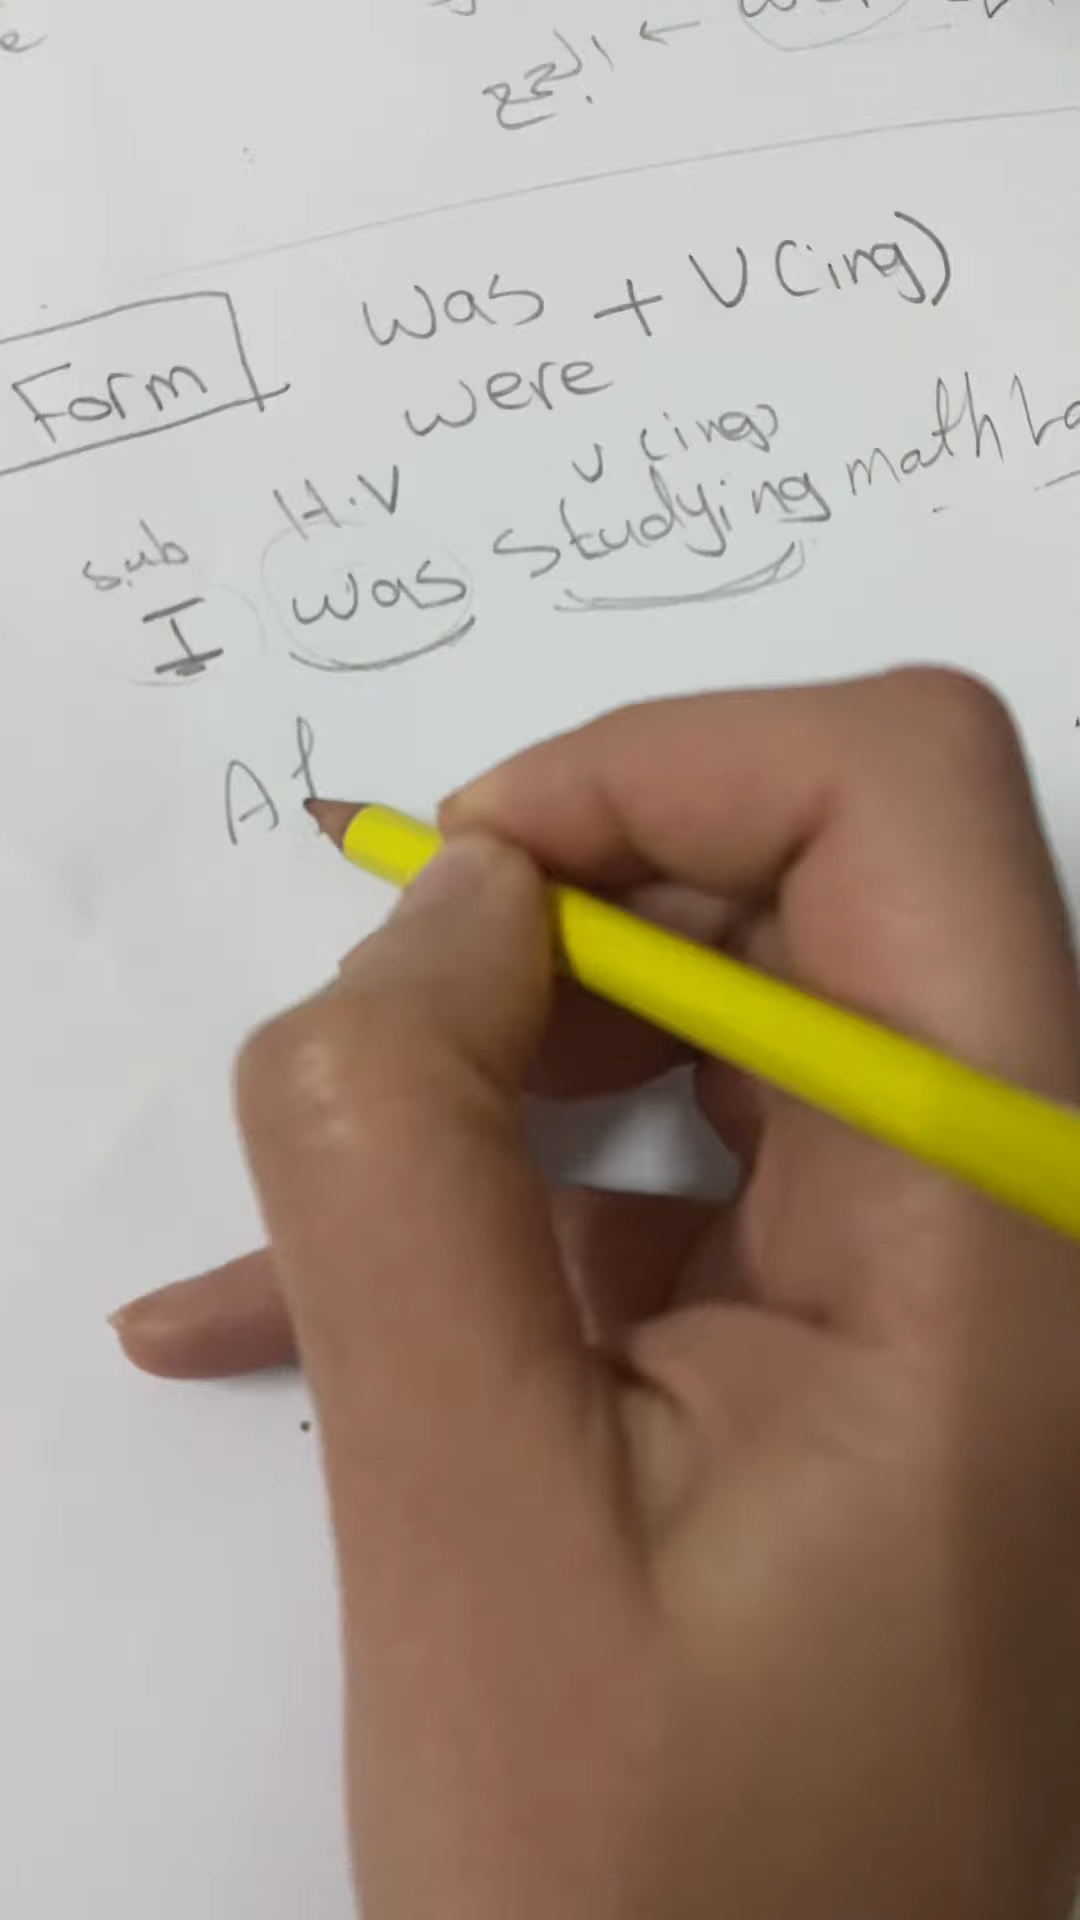 الجمع ←
Form
was + V (ing)
were
sub H.V V (ing)
I was studying math
Af